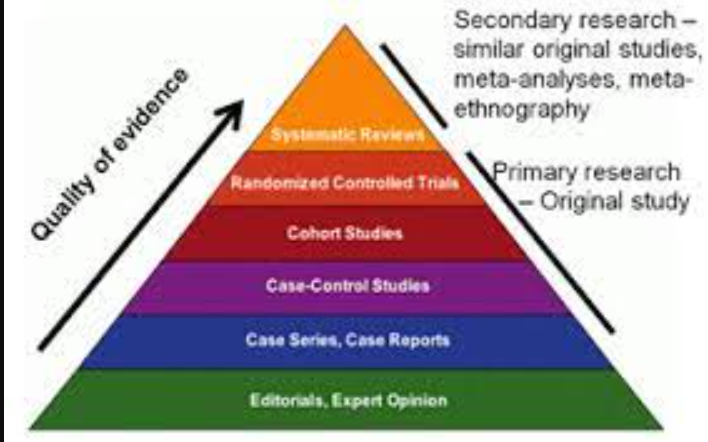 Secondary research –
similar original studies,
meta-analyses, meta-
ethnography
Quality of evidence
Systematic Reviews
Primary research
– Original study
Randomized Controlled Trials
Cohort Studies
Case-Control Studies
Case Series, Case Reports
Editorials, Expert Opinion